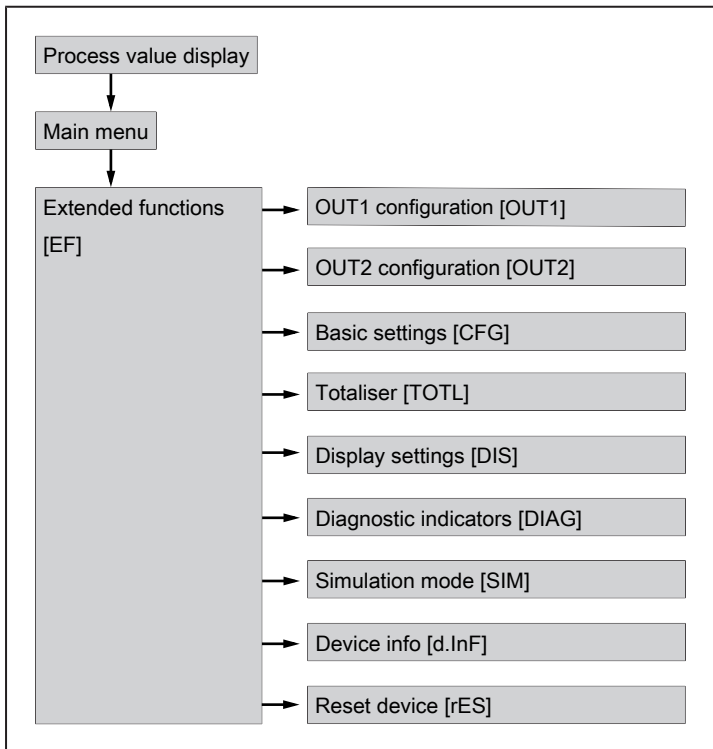 Process value display
Main menu
Extended functions
[EF]
OUT1 configuration [OUT1]
OUT2 configuration [OUT2]
Basic settings [CFG]
Totaliser [TOTL]
Display settings [DIS]
Diagnostic indicators [DIAG]
Simulation mode [SIM]
Device info [d.InF]
Reset device [rES]